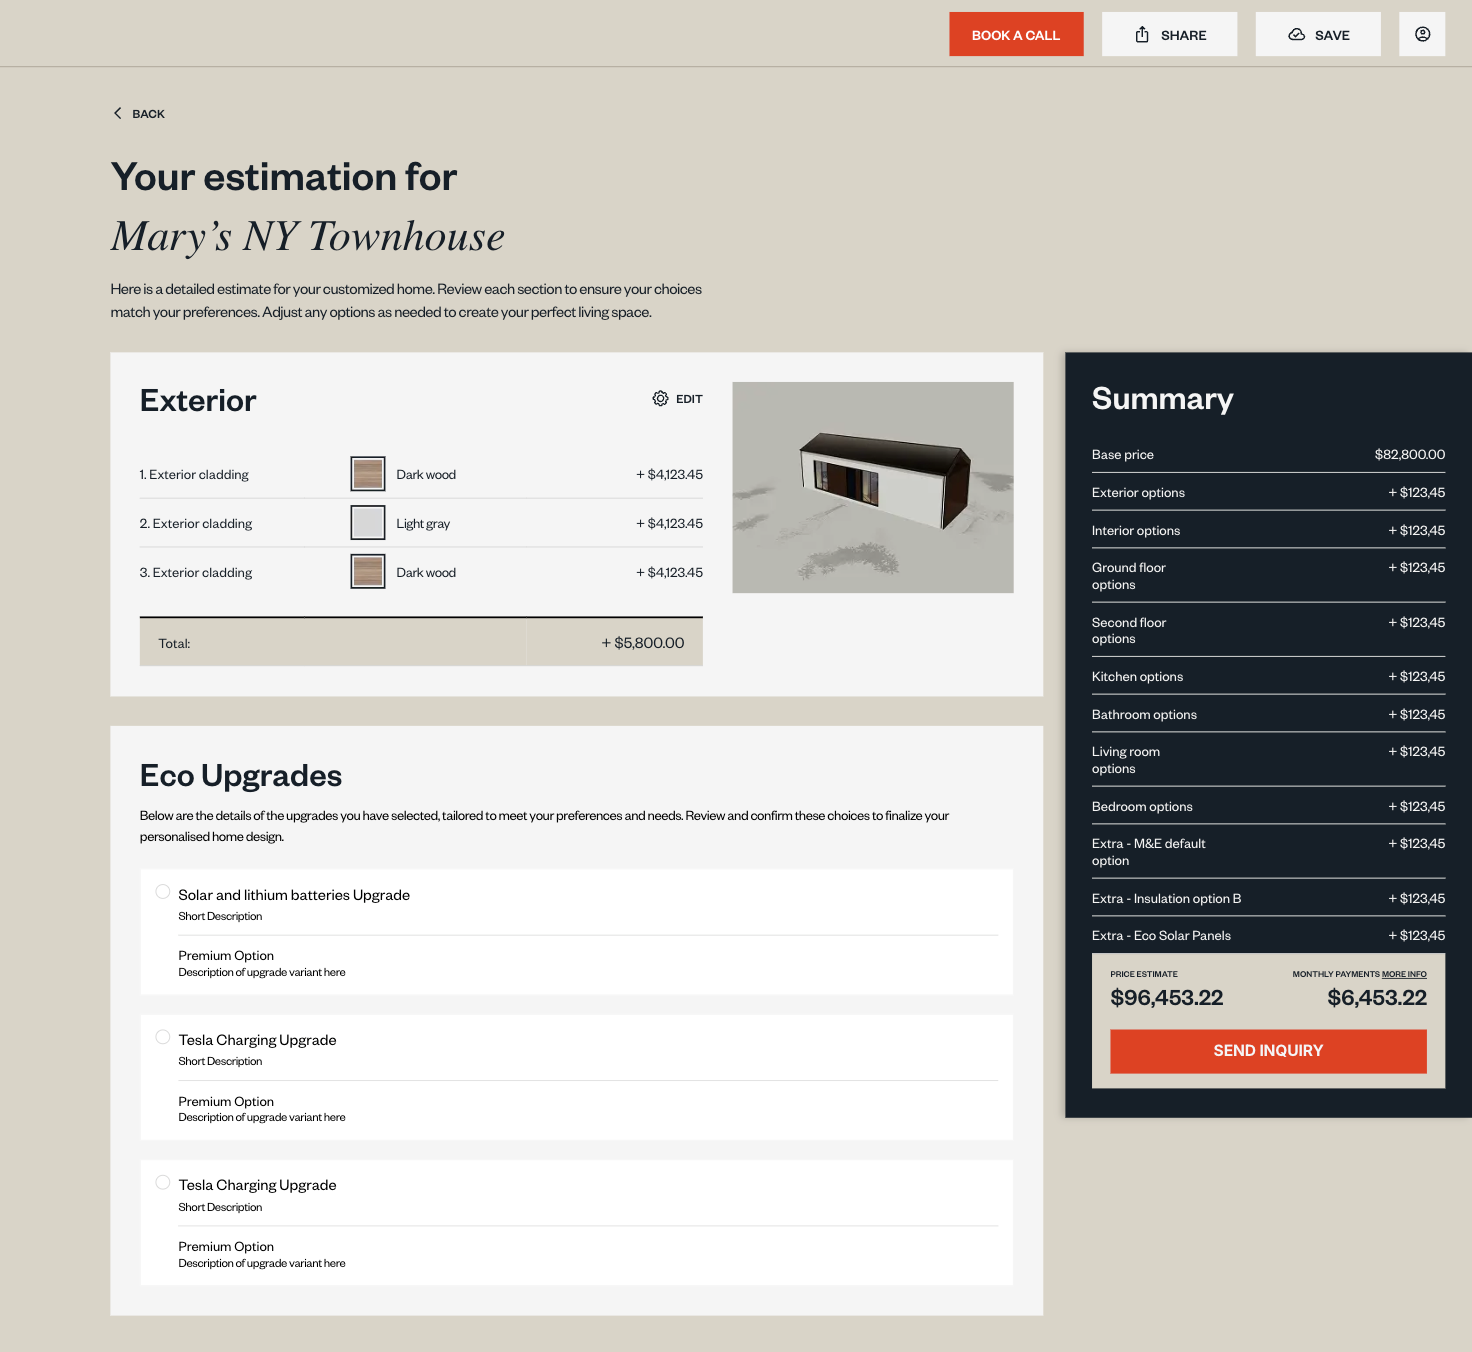 BOOK A CALL
SHARE
SAVE
BACK
Your estimation for
Mary’s NY Townhouse
Here is a detailed estimate for your customized home. Review each section to ensure your choices
match your preferences. Adjust any options as needed to create your perfect living space.
Exterior
EDIT
1. Exterior cladding Dark wood + $4,123.45
2. Exterior cladding Light gray + $4,123.45
3. Exterior cladding Dark wood + $4,123.45
Total: + $5,800.00
Eco Upgrades
Below are the details of the upgrades you have selected, tailored to meet your preferences and needs. Review and confirm these choices to finalize your
personalised home design.
Solar and lithium batteries Upgrade
Short Description
Premium Option
Description of upgrade variant here
Tesla Charging Upgrade
Short Description
Premium Option
Description of upgrade variant here
Tesla Charging Upgrade
Short Description
Premium Option
Description of upgrade variant here
Summary
Base price $82,800.00
Exterior options + $123,45
Interior options + $123,45
Ground floor + $123,45
options
Second floor + $123,45
options
Kitchen options + $123,45
Bathroom options + $123,45
Living room + $123,45
options
Bedroom options + $123,45
Extra - M&E default + $123,45
option
Extra - Insulation option B + $123,45
Extra - Eco Solar Panels + $123,45
PRICE ESTIMATE MONTHLY PAYMENTS MORE INFO
$96,453.22 $6,453.22
SEND INQUIRY